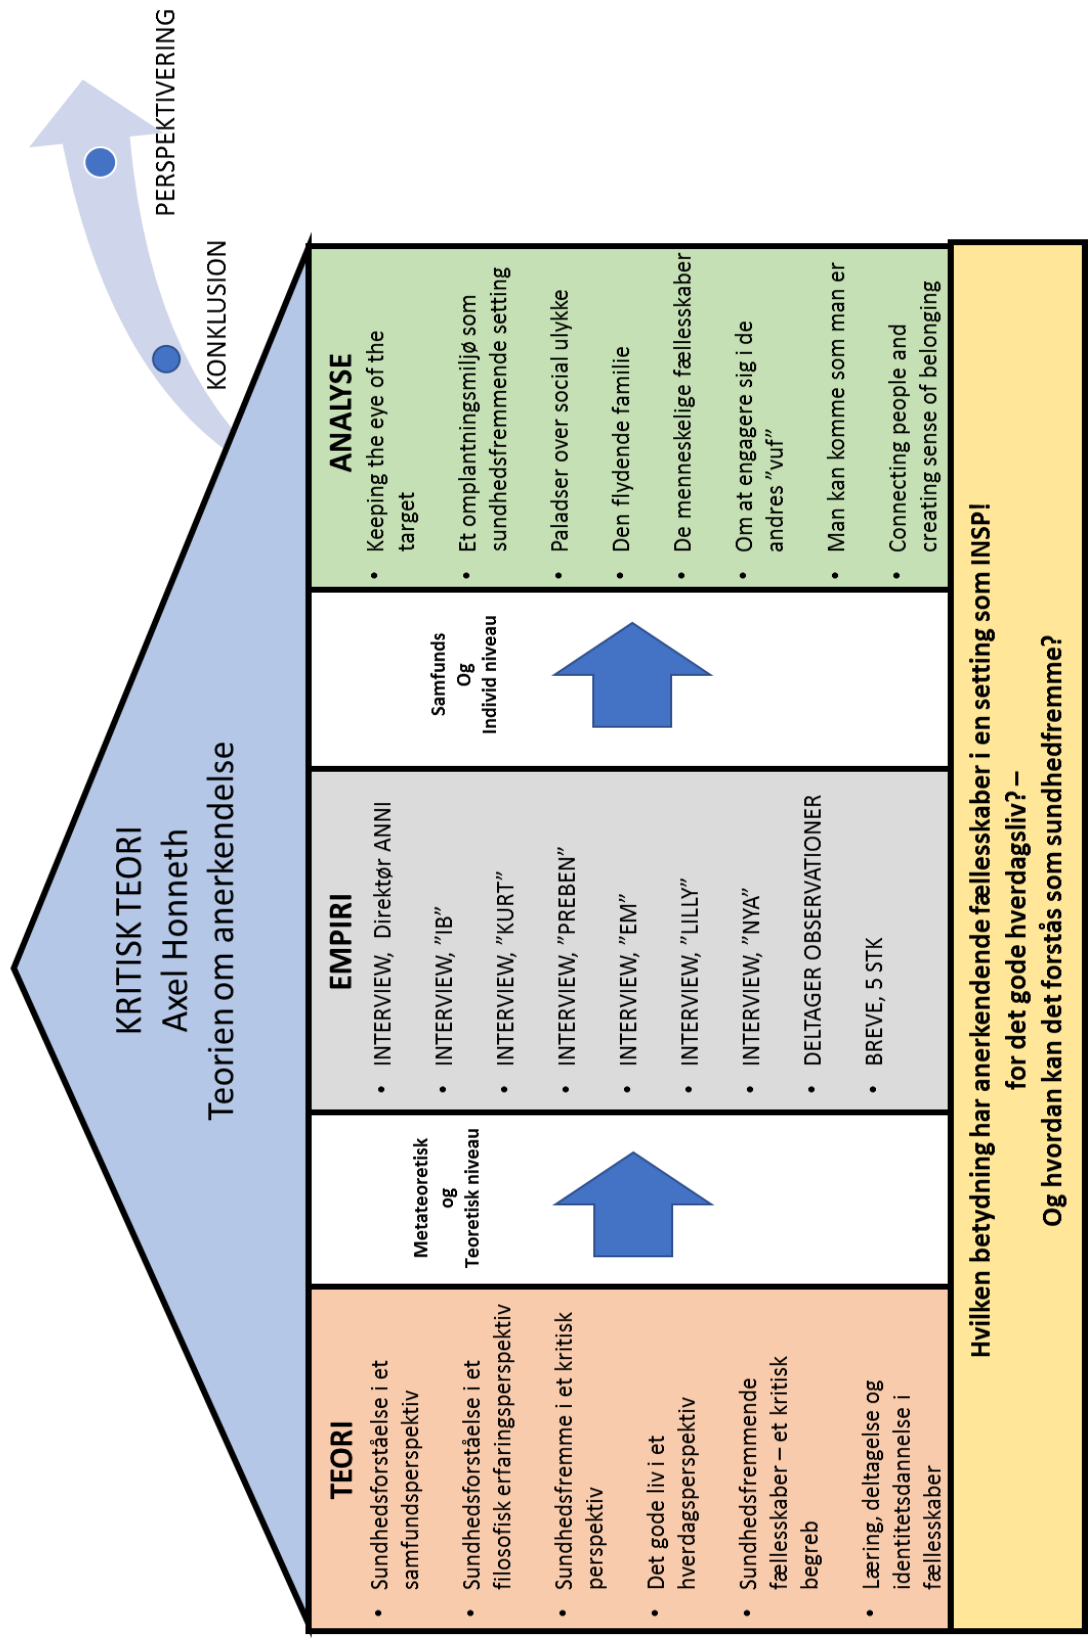 KRITISK TEORI
Axel Honneth
Teorien om anerkendelse
KONKLUSION
PERSPEKTIVERING
TEORI
• Sundhedsforståelse i et
samfundsperspektiv
• Sundhedsforståelse i et
filosofisk erfaringsperspektiv
• Sundhedsfremme i et kritisk
perspektiv
• Det gode liv i et
hverdagsperspektiv
• Sundhedsfremmende
fællesskaber – et kritisk
begreb
• Læring, deltagelse og
identitetsdannelse i
fællesskaber
Metateoretisk
og
Teoretisk niveau
EMPIRI
• INTERVIEW, Direktør ANNI
• INTERVIEW, ”IB”
• INTERVIEW, ”KURT”
• INTERVIEW, ”PREBEN”
• INTERVIEW, ”EM”
• INTERVIEW, ”LILLY”
• INTERVIEW, ”NYA”
• DELTAGER OBSERVATIONER
• BREVE, 5 STK
Samfunds
Og
Individ niveau
ANALYSE
• Keeping the eye of the
target
• Et omplantningsmiljø som
sundhedsfremmende setting
• Paladser over social ulykke
• Den flydende familie
• De menneskelige fællesskaber
• Om at engagere sig i de
andres ”vuf”
• Man kan komme som man er
• Connecting people and
creating sense of belonging
Hvilken betydning har anerkendende fællesskaber i en setting som INSP!
for det gode hverdagsliv? –
Og hvordan kan det forstås som sundhedfremme?